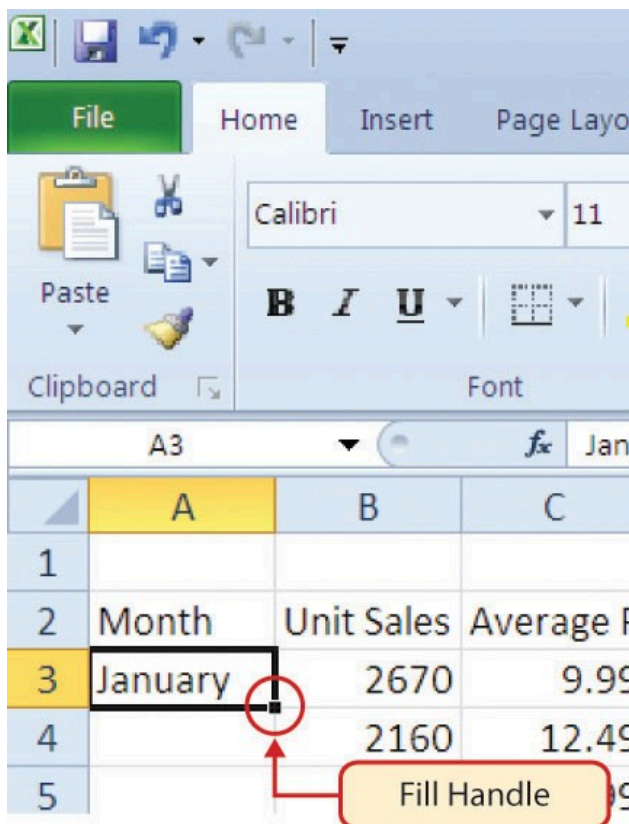 File Home Insert Page Layo
Calibri 11
Paste
B I U
Clipboard Font
A3 fx Jan
A B C
1
2 Month Unit Sales Average P
3 January 2670 9.99
4 2160 12.49
5 Fill Handle 99